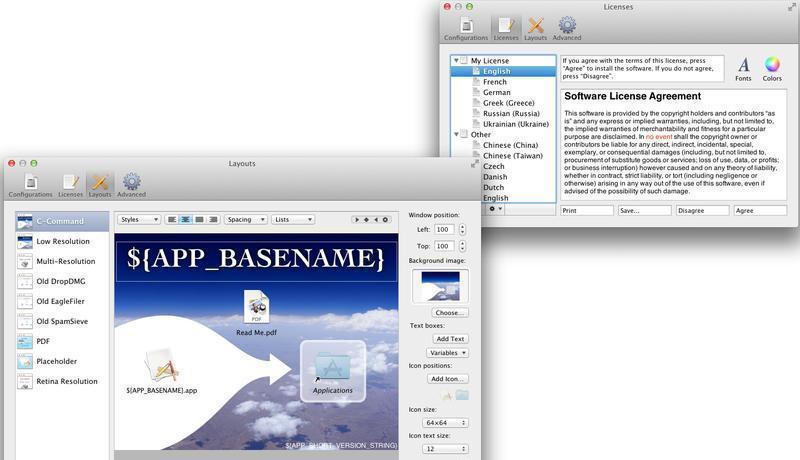 Licenses
Configurations Licenses Layouts Advanced
My License
English
French
German
Greek (Greece)
Russian (Russia)
Ukrainian (Ukraine)
Other
Chinese (China)
Chinese (Taiwan)
Czech
Danish
Dutch
English
If you agree with the terms of this license, press
"Agree" to install the software. If you do not agree,
press "Disagree".
Fonts
Colors
Software License Agreement
This software is provided by the copyright holders and contributors "as
is" and any express or implied warranties, including, but not limited to,
the implied warranties of merchantability and fitness for a particular
purpose are disclaimed. In no event shall the copyright owner or
contributors be liable for any direct, indirect, incidental, special,
exemplary, or consequential damages (including, but not limited to,
procurement of substitute goods or services; loss of use, data, or profits;
or business interruption) however caused and on any theory of liability,
whether in contract, strict liability, or tort (including negligence or
otherwise) arising in any way out of the use of this software, even if
advised of the possibility of such damage.
Print
Save...
Disagree
Agree
Layouts
Configurations Licenses Layouts Advanced
C-Command
Low Resolution
Multi-Resolution
Old DropDMG
Old EagleFiler
Old SpamSieve
PDF
Placeholder
Retina Resolution
Styles
Spacing
Lists
${APP_BASENAME}
PDF
Read Me.pdf
${APP_BASENAME}.app
Applications
${APP_SHORT_VERSION_STRING}
Window position:
Left: 100
Top: 100
Background image:
Choose...
Text boxes:
Add Text
Variables
Icon positions:
Add Icon...
Icon size:
64×64
Icon text size:
12